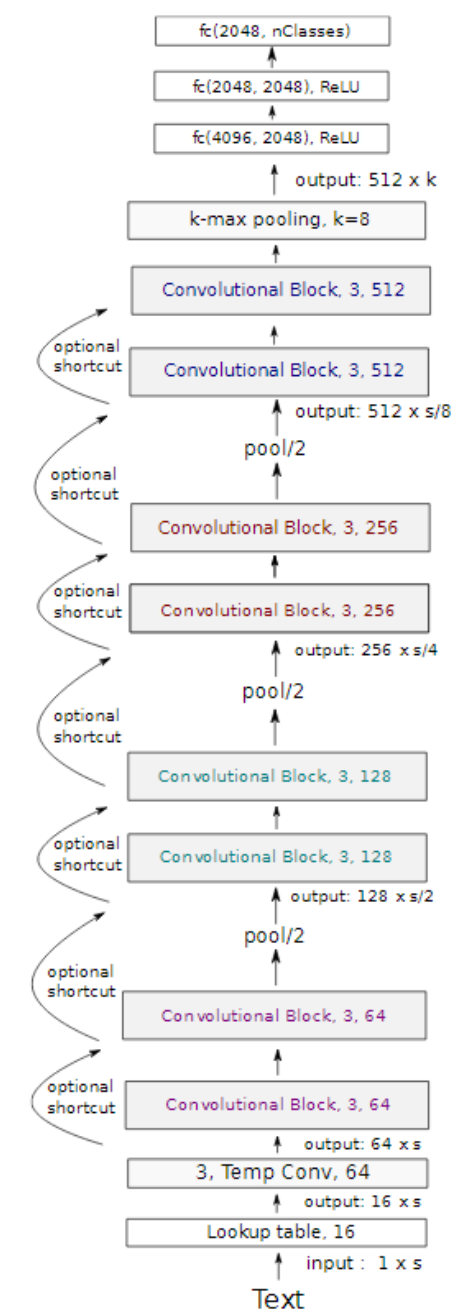 fc(2048, nClasses)
fc(2048, 2048), ReLU
fc(4096, 2048), ReLU
output: 512 x k
k-max pooling, k=8
Convolutional Block, 3, 512
optional
shortcut
Convolutional Block, 3, 512
output: 512 x s/8
pool/2
optional
shortcut
Convolutional Block, 3, 256
optional
shortcut
Convolutional Block, 3, 256
output: 256 x s/4
pool/2
optional
shortcut
Convolutional Block, 3, 128
optional
shortcut
Convolutional Block, 3, 128
output: 128 x s/2
pool/2
optional
shortcut
Convolutional Block, 3, 64
optional
shortcut
Convolutional Block, 3, 64
output: 64 x s
3, Temp Conv, 64
output: 16 x s
Lookup table, 16
input : 1 x s
Text